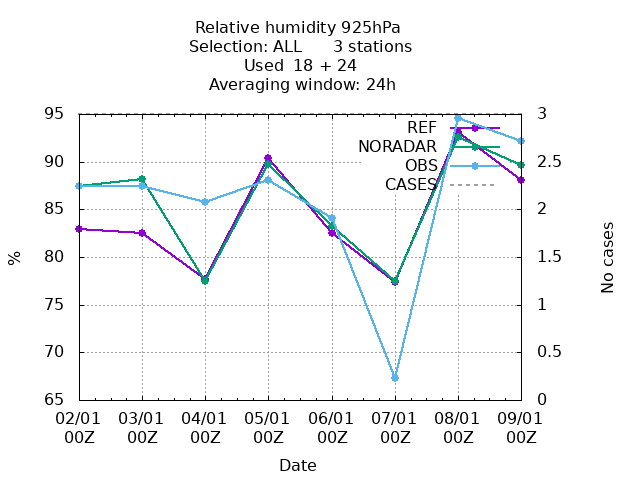 Relative humidity 925hPa
Selection: ALL      3 stations
Used  18 + 24
Averaging window: 24h
95
90
85
80
75
70
65
%
REF
NORADAR
OBS
CASES
3
2.5
2
1.5
1
0.5
0
No cases
02/01 03/01 04/01 05/01 06/01 07/01 08/01 09/01
00Z 00Z 00Z 00Z 00Z 00Z 00Z 00Z
Date